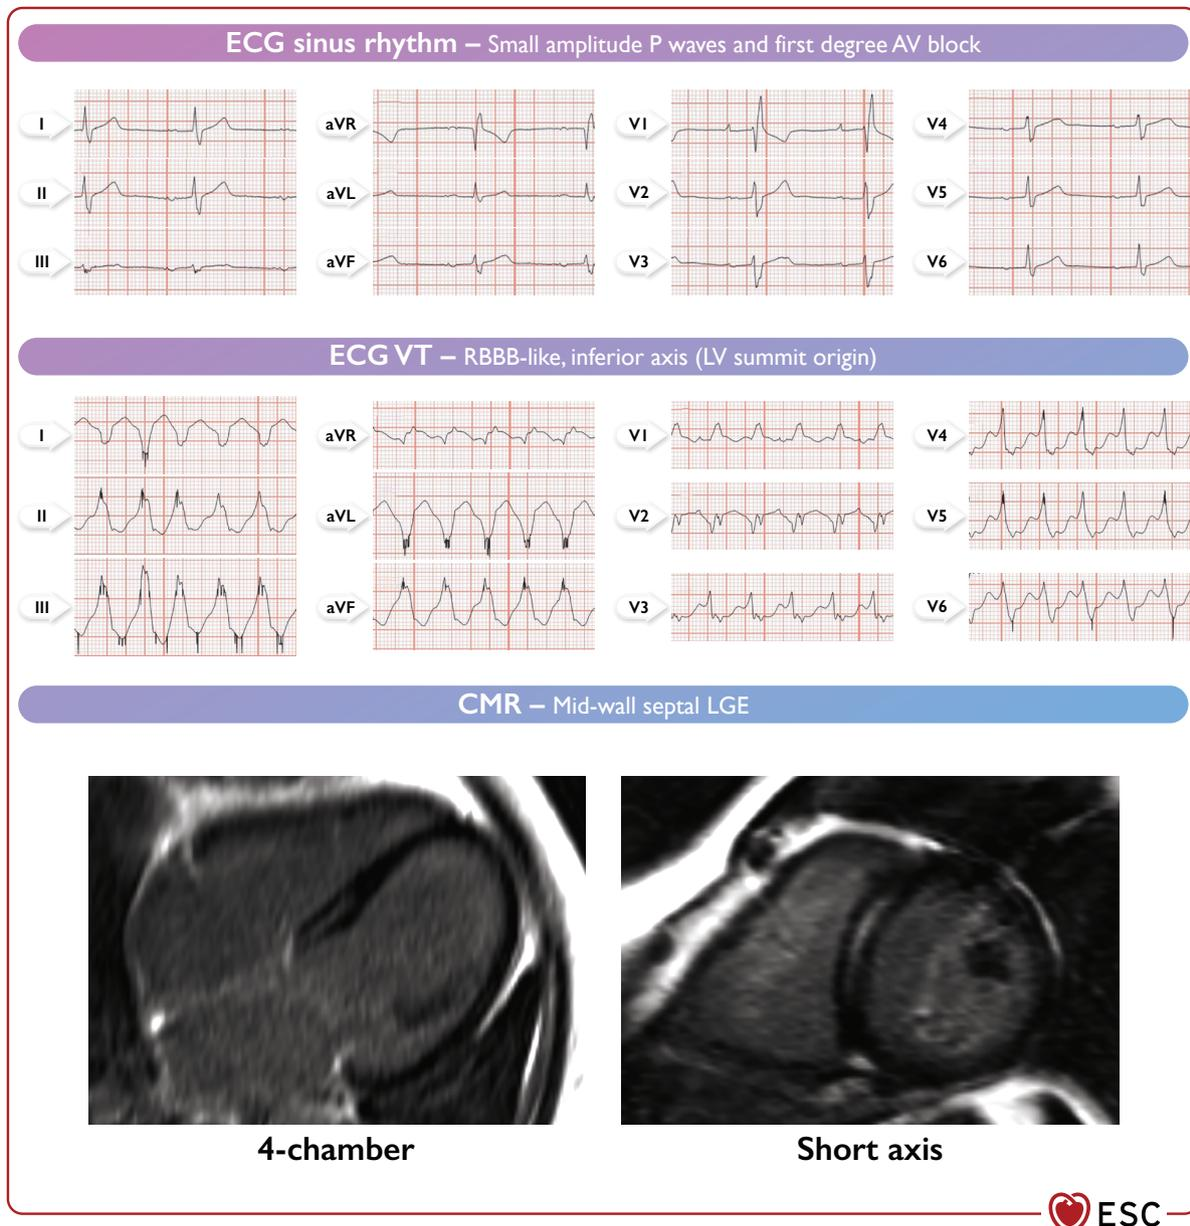 ECG sinus rhythm – Small amplitude P waves and first degree AV block
I
aVR
V1
V4
II
aVL
V2
V5
III
aVF
V3
V6
ECG VT – RBBB-like, inferior axis (LV summit origin)
I
aVR
V1
V4
II
aVL
V2
V5
III
aVF
V3
V6
CMR – Mid-wall septal LGE
4-chamber
Short axis
ESC